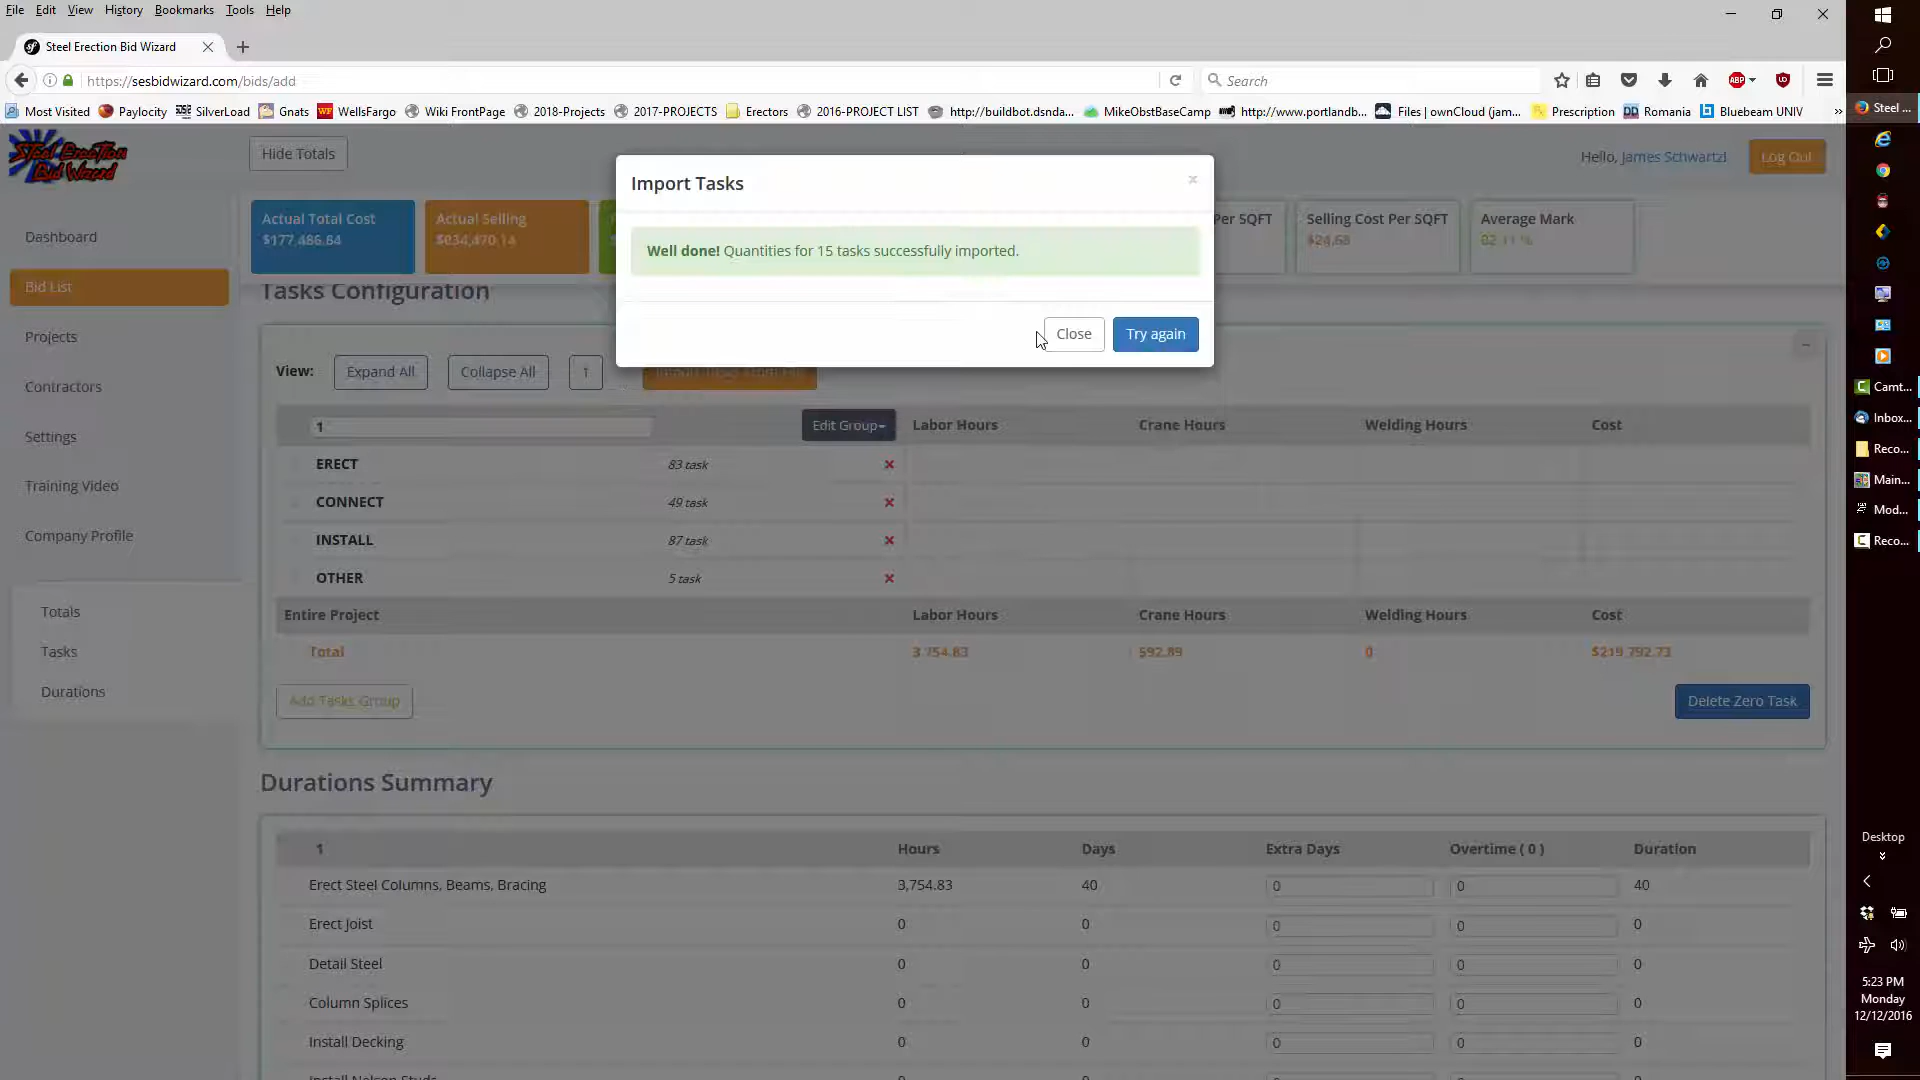 File Edit View History Bookmarks Tools Help
Steel Erection Bid Wizard
https://sesbidwizard.com/bids/add
Search
Most Visited Paylocity SilverLoad Gnats WellsFargo Wiki FrontPage 2018-Projects 2017-PROJECTS Erectors 2016-PROJECT LIST http://buildbot.dsnda... MikeObstBaseCamp http://www.portlandb... Files | ownCloud (jam... Prescription Romania Bluebeam UNIV »
Steel Erection
Bid Wizard
Hide Totals
Hello, James Schwartzl
Log Out
Actual Total Cost
$177,486.84
Actual Selling
$634,470.14
Per SQFT
Selling Cost Per SQFT
$24.68
Average Mark
Dashboard
Bid List
Projects
Contractors
Settings
Training Video
Company Profile
Totals
Tasks
Durations
Import Tasks ×
Well done! Quantities for 15 tasks successfully imported.
Close Try again
Tasks Configuration
View: Expand All Collapse All 1
1 Edit Group Labor Hours Crane Hours Welding Hours Cost
ERECT 83 task
CONNECT 49 task
INSTALL 87 task
OTHER 5 task
Entire Project Labor Hours Crane Hours Welding Hours Cost
Total 3,754.83 592.89 0 $219,792.73
Add Tasks Group Delete Zero Task
Durations Summary
1 Hours Days Extra Days Overtime ( 0 ) Duration
Erect Steel Columns, Beams, Bracing 3,754.83 40 0 0 40
Erect Joist 0 0 0 0 0
Detail Steel 0 0 0 0 0
Column Splices 0 0 0 0 0
Install Decking 0 0 0 0 0
Install Nelson Studs
Steel ...
Camt...
Inbox...
Reco...
Main...
Mod...
Reco...
Desktop
5:23 PM
Monday
12/12/2016